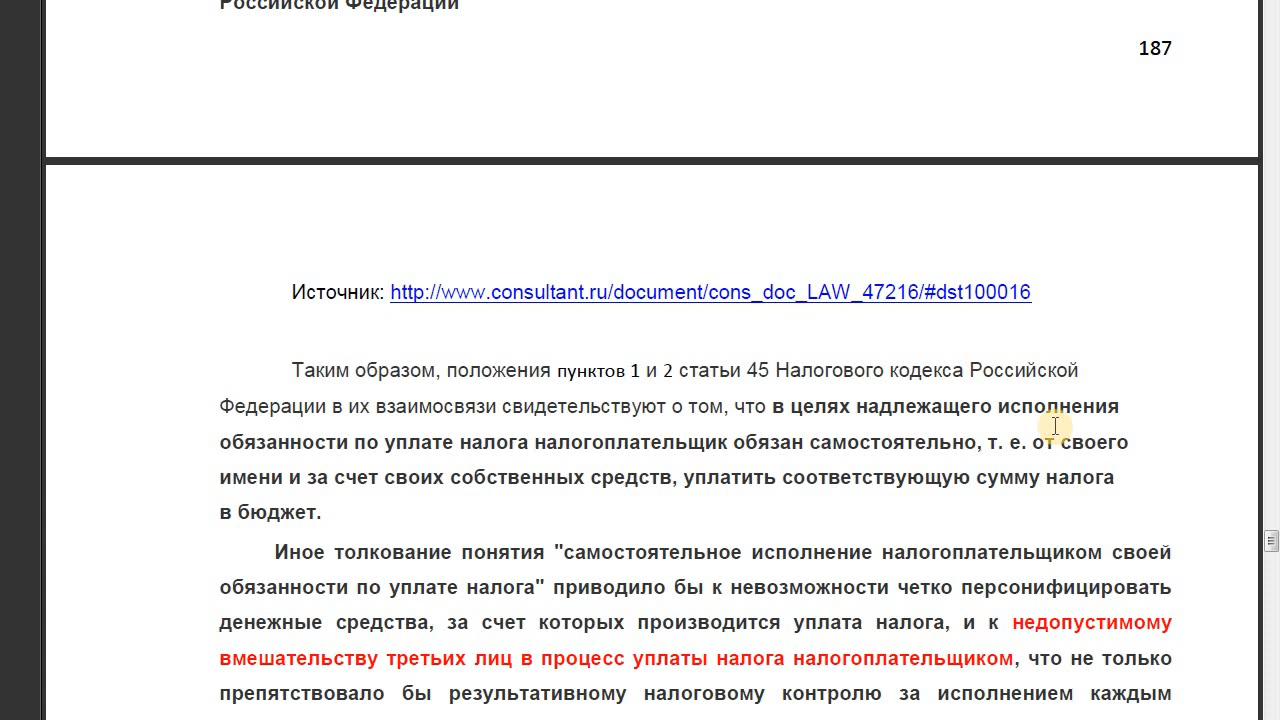 Российской Федерации
187
Источник: http://www.consultant.ru/document/cons_doc_LAW_47216/#dst100016
Таким образом, положения пунктов 1 и 2 статьи 45 Налогового кодекса Российской
Федерации в их взаимосвязи свидетельствуют о том, что в целях надлежащего исполнения
обязанности по уплате налога налогоплательщик обязан самостоятельно, т. е. от своего
имени и за счет своих собственных средств, уплатить соответствующую сумму налога
в бюджет.
Иное толкование понятия "самостоятельное исполнение налогоплательщиком своей
обязанности по уплате налога" приводило бы к невозможности четко персонифицировать
денежные средства, за счет которых производится уплата налога, и к недопустимому
вмешательству третьих лиц в процесс уплаты налога налогоплательщиком, что не только
препятствовало бы результативному налоговому контролю за исполнением каждым